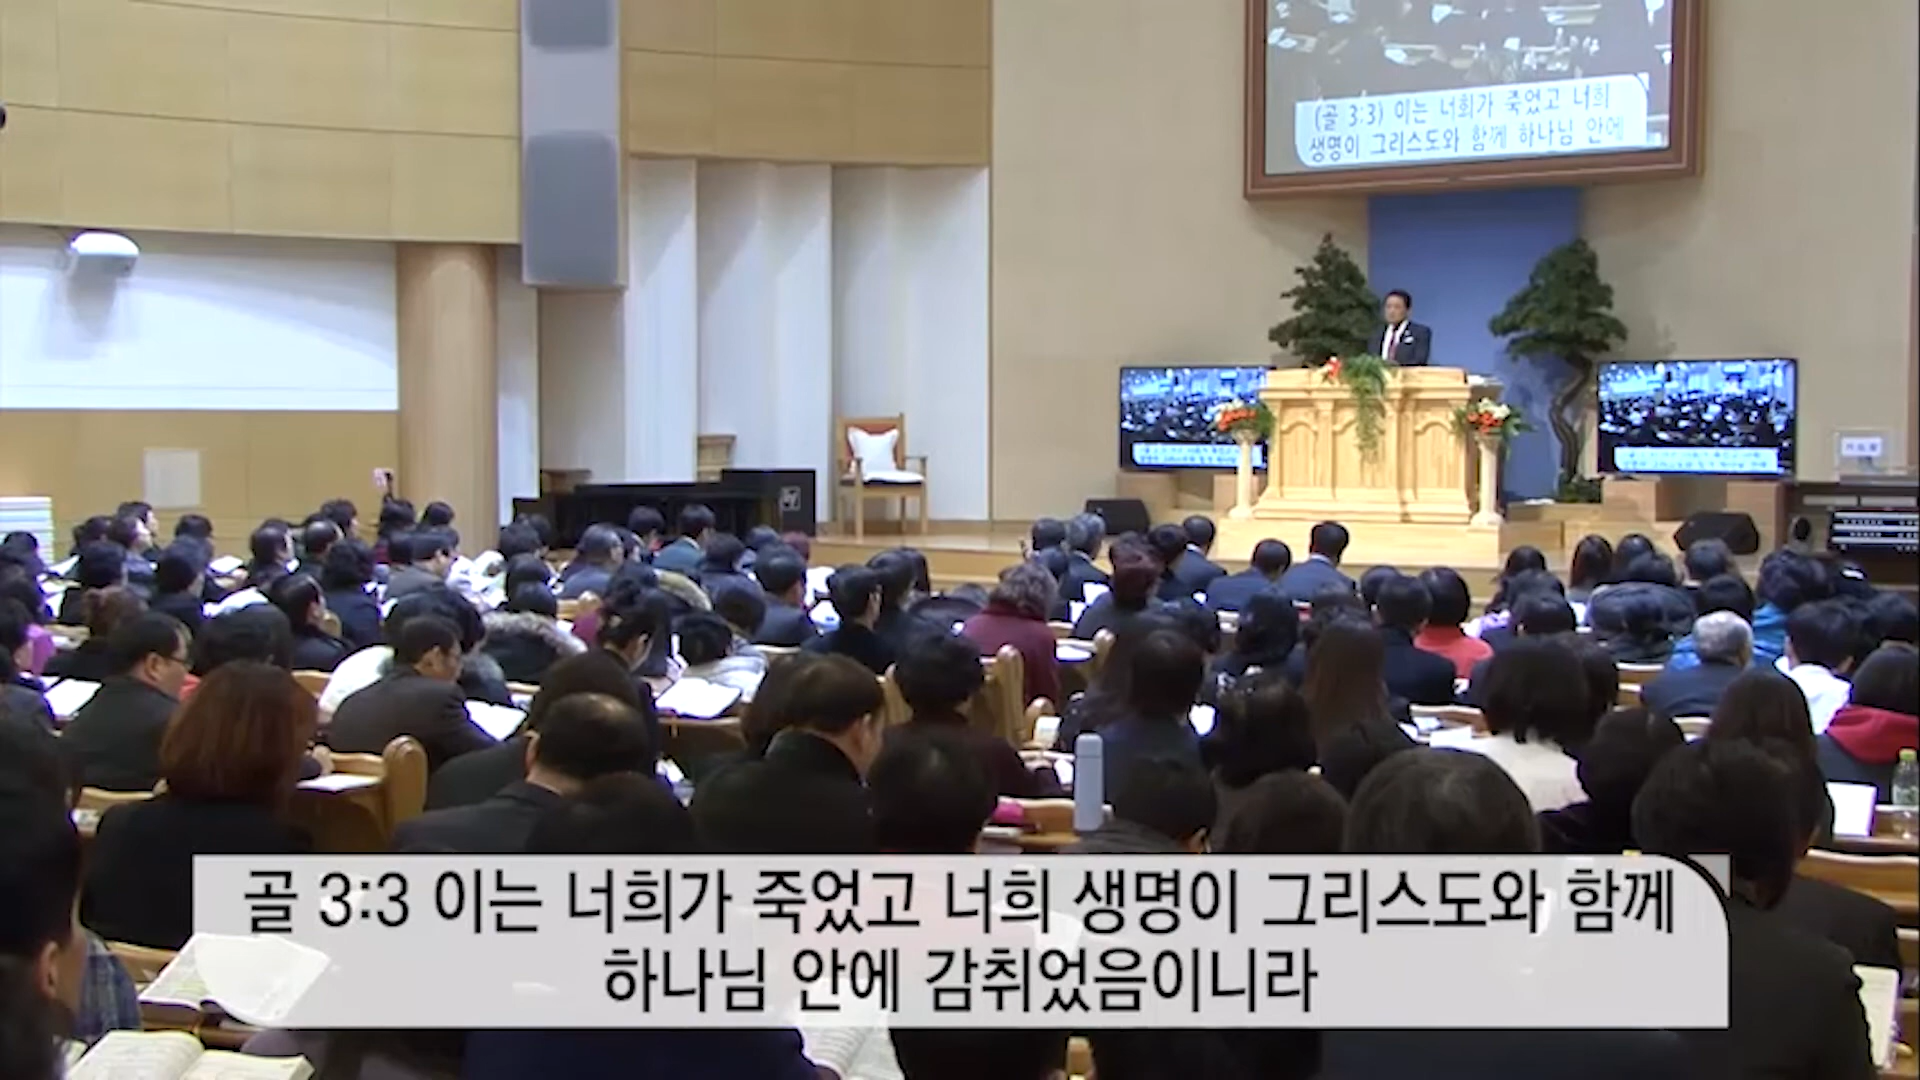 (골 3:3) 이는 너희가 죽었고 너희
생명이 그리스도와 함께 하나님 안에
골 3:3 이는 너희가 죽었고 너희 생명이 그리스도와 함께
하나님 안에 감취었음이니라